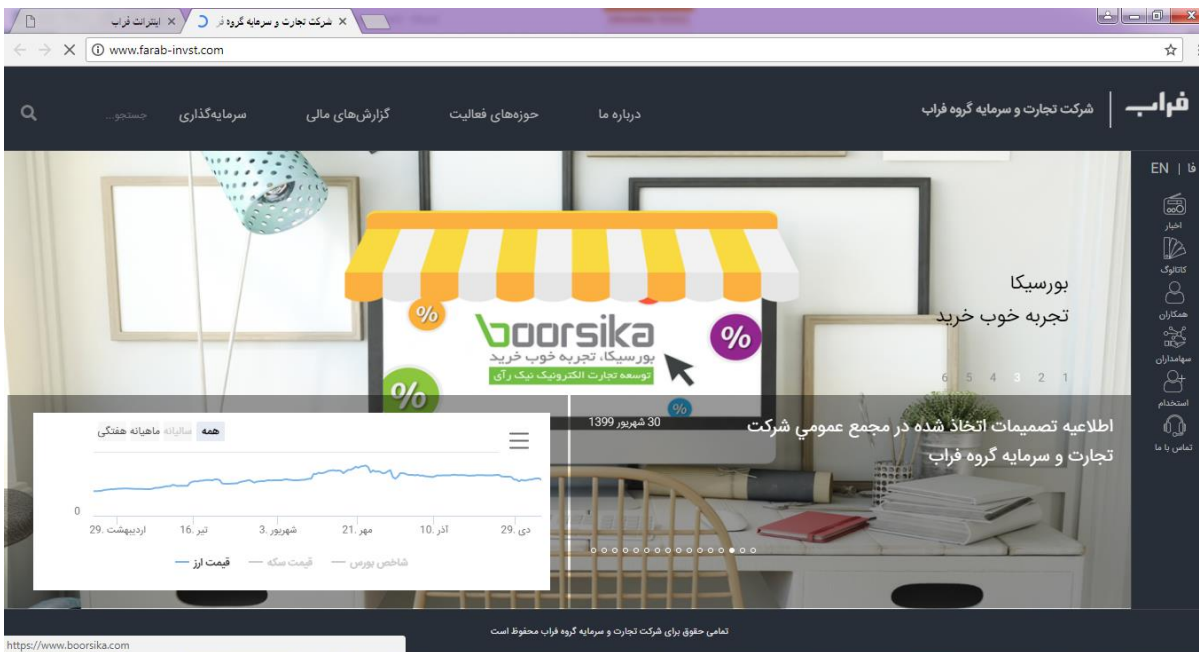 اینترانت فراب
شرکت تجارت و سرمایه گروه فر
www.farab-invst.com
فراب
شرکت تجارت و سرمایه گروه فراب
درباره ما
حوزه‌های فعالیت
گزارش‌های مالی
سرمایه‌گذاری
جستجو...
فا | EN
اخبار
کاتالوگ
همکاران
سهامداران
استخدام
تماس با ما
بورسیکا
تجربه خوب خرید
1 2 3 4 5 6
%
%
boorsika
بورسیکا، تجربه خوب خرید
توسعه تجارت الکترونیک نیک رآی
%
%
30 شهریور 1399
اطلاعیه تصمیمات اتخاذ شده در مجمع عمومي شرکت
تجارت و سرمایه گروه فراب
همه سالیانه ماهیانه هفتگی
0
29. اردیبهشت
16. تیر
3. شهریور
21. مهر
10. آذر
29. دی
قیمت ارز
قیمت سکه
شاخص بورس
تمامی حقوق برای شرکت تجارت و سرمایه گروه فراب محفوظ است
https://www.boorsika.com